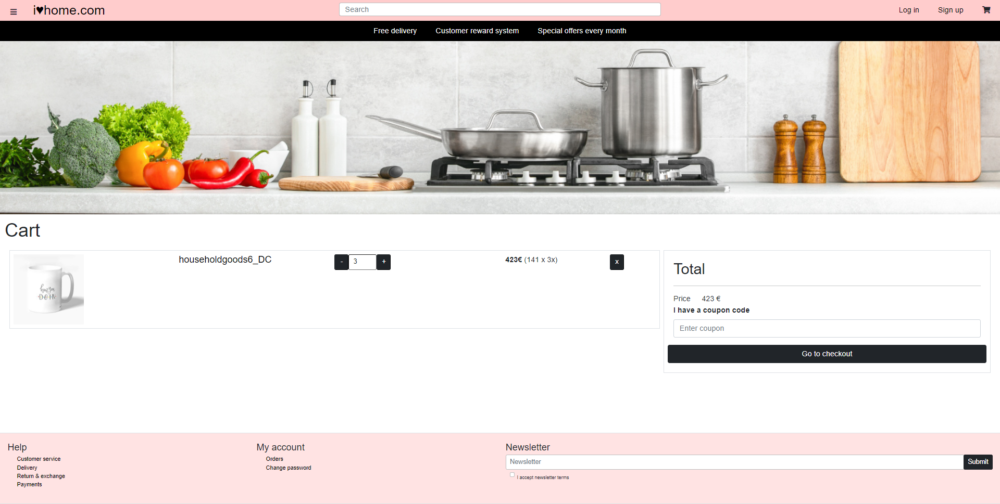 i♥home.com
Search
Log in
Sign up
Free delivery
Customer reward system
Special offers every month
Cart
how you
DOIN
householdgoods6_DC
-
3
+
423€ (141 x 3x)
x
Total
Price 423 €
I have a coupon code
Enter coupon
Go to checkout
Help
Customer service
Delivery
Return & exchange
Payments
My account
Orders
Change password
Newsletter
Newsletter
Submit
I accept newsletter terms